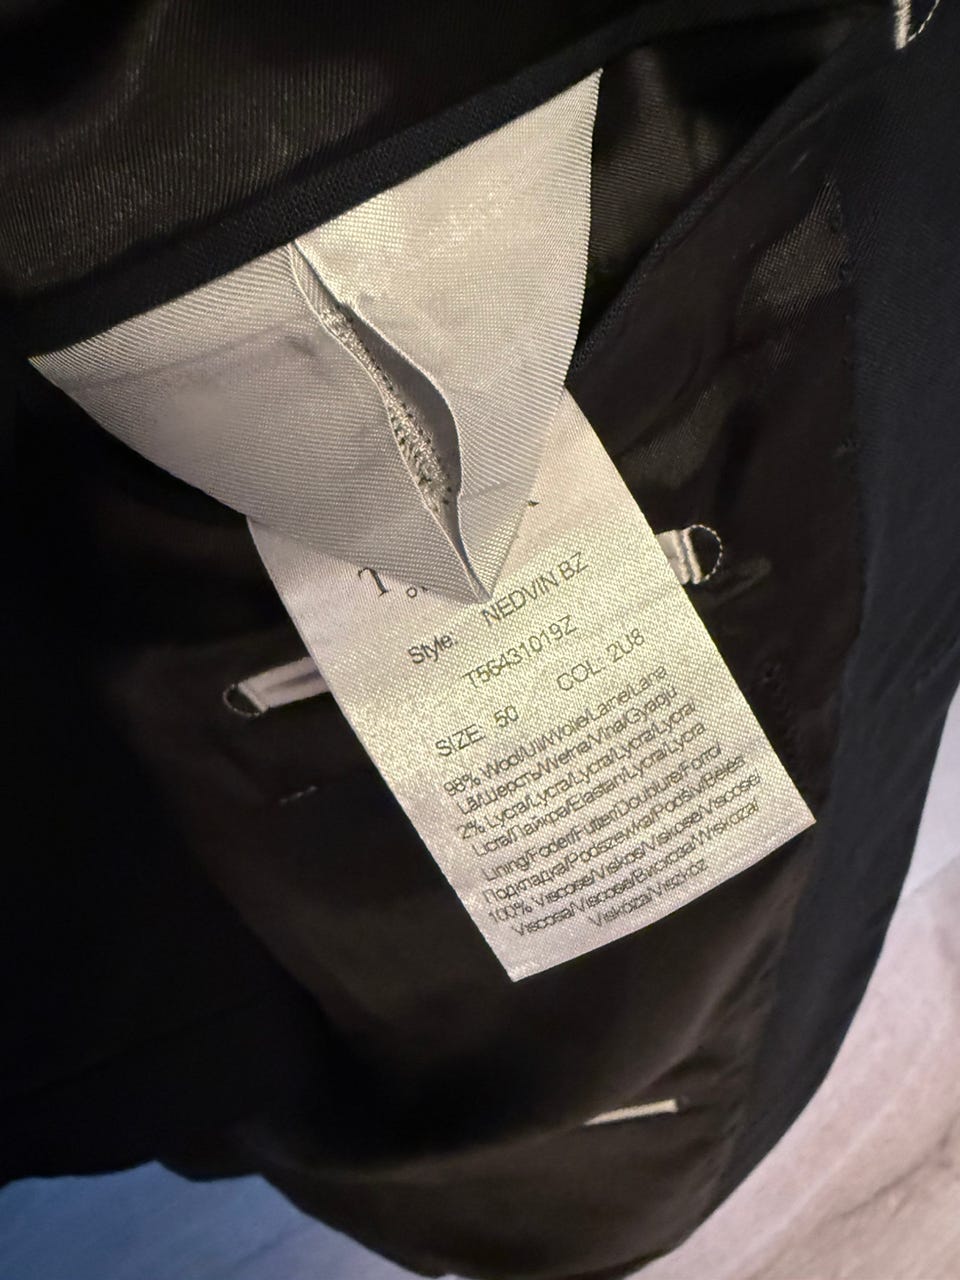 T
Style: NEDVIN BZ
T56431019Z
COL. 2U8
SIZE 50
98% Wool/Ull/Wolle/Laine/Lana
Lã/Шерсть/Wełna/Vlna/Gyapjú
2% Lycra/Lycra/Lycra/Lycra/Lycra/
Licra/Лайкра/Elastan/Lycra/Lycra
Lining/Foder/Futter/Doublure/Forro/
Подкладка/Podszewka/Podšív/Bélés
100% Viscose/Viskos/Viskose/Viscose/
Viscosa/Viscose/Вискоза/Wiskoza/
Viskóza/Viszkóz